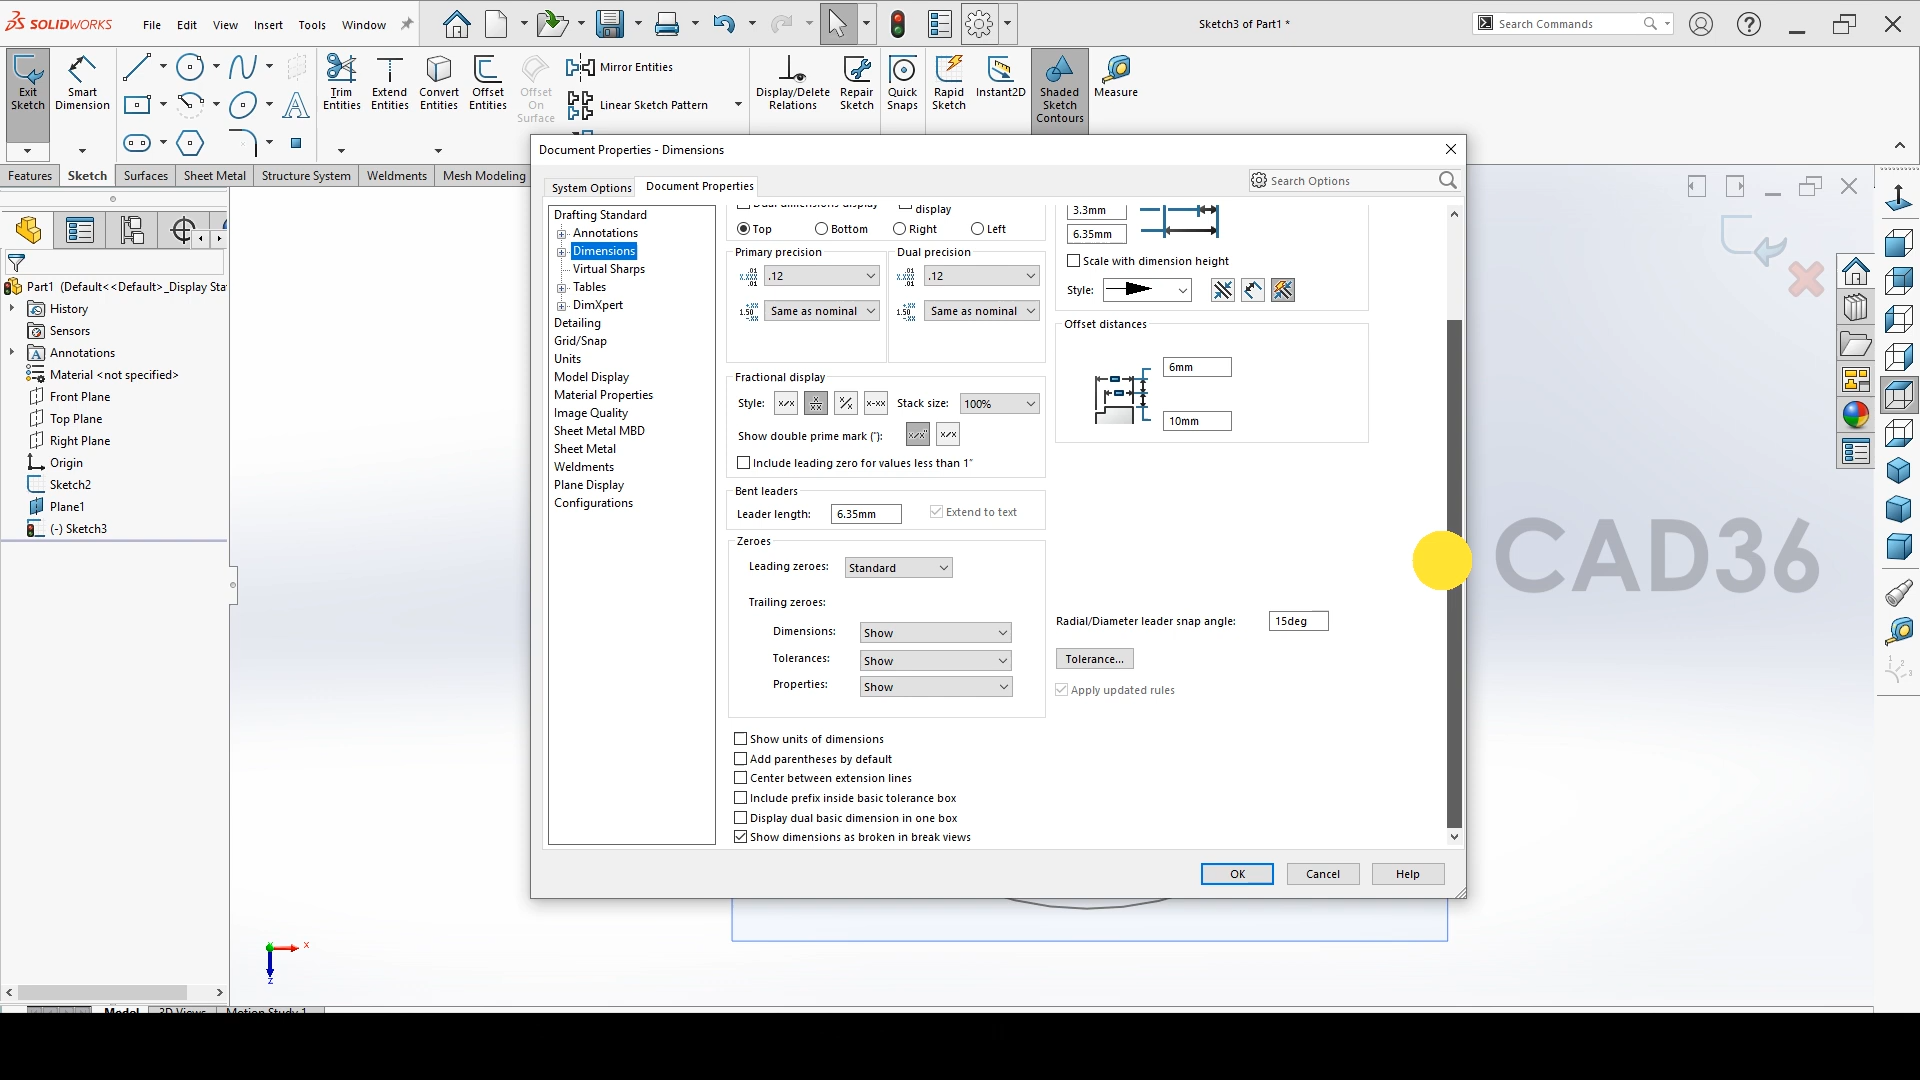 SOLIDWORKS File Edit View Insert Tools Window Sketch3 of Part1 * Search Commands
Exit Sketch Smart Dimension Trim Entities Extend Entities Convert Entities Offset Entities Offset On Surface Mirror Entities Linear Sketch Pattern Display/Delete Relations Repair Sketch Quick Snaps Rapid Sketch Instant2D Shaded Sketch Contours Measure
Features Sketch Surfaces Sheet Metal Structure System Weldments Mesh Modeling
Document Properties - Dimensions
System Options Document Properties Search Options
Part1 (Default<<Default>_Display Sta
History
Sensors
Annotations
Material <not specified>
Front Plane
Top Plane
Right Plane
Origin
Sketch2
Plane1
(-) Sketch3
Drafting Standard
Annotations
Dimensions
Virtual Sharps
Tables
DimXpert
Detailing
Grid/Snap
Units
Model Display
Material Properties
Image Quality
Sheet Metal MBD
Sheet Metal
Weldments
Plane Display
Configurations
Dual dimensions display display
Top Bottom Right Left
Primary precision Dual precision
.12 .12
Same as nominal Same as nominal
Fractional display
Style: Stack size: 100%
Show double prime mark ("):
Include leading zero for values less than 1"
Bent leaders
Leader length: 6.35mm Extend to text
Zeroes
Leading zeroes: Standard
Trailing zeroes:
Dimensions: Show
Tolerances: Show
Properties: Show
Show units of dimensions
Add parentheses by default
Center between extension lines
Include prefix inside basic tolerance box
Display dual basic dimension in one box
Show dimensions as broken in break views
3.3mm
6.35mm
Scale with dimension height
Style:
Offset distances
6mm
10mm
Radial/Diameter leader snap angle: 15deg
Tolerance...
Apply updated rules
OK Cancel Help
CAD36
x
z
Model 3D Views Motion Study 1